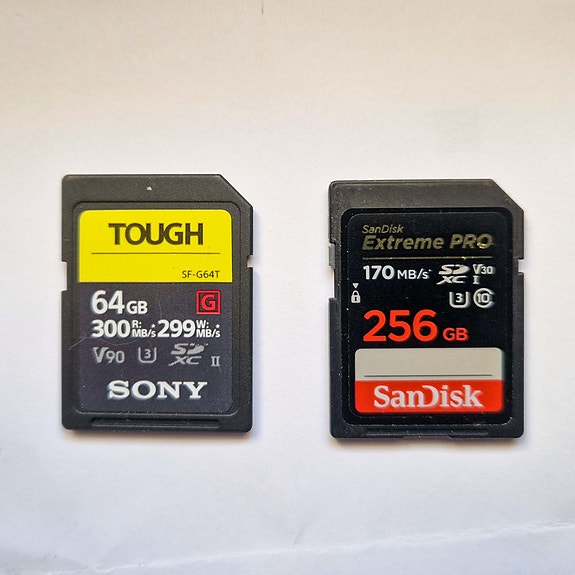 TOUGH
SF-G64T
64GB G
300 R: MB/s* 299 W: MB/s*
V90 3 SD XC II
SONY
SanDisk
Extreme PRO
170 MB/s* SD XC I V30
3 10
256 GB
SanDisk